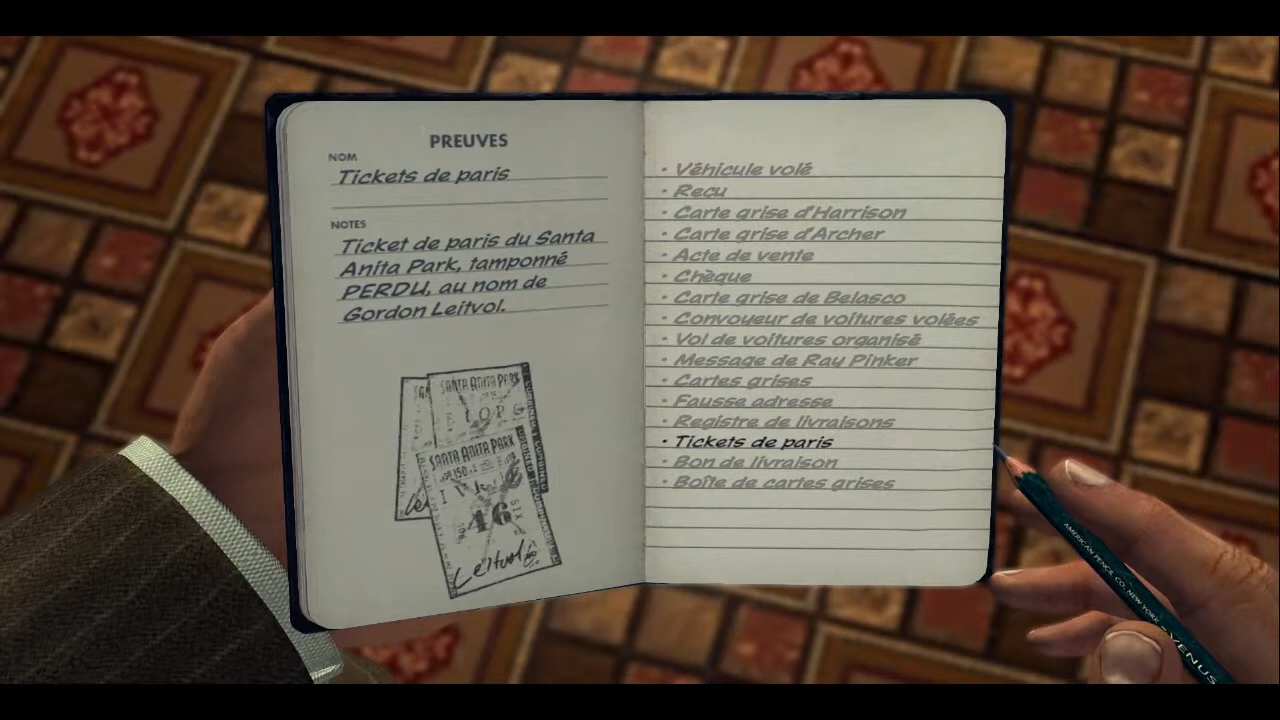 PREUVES
NOM
Tickets de paris
NOTES
Ticket de paris du Santa
Anita Park, tamponné
PERDU, au nom de
Gordon Leitvol.
SANTA ANITA PARK
SANTA ANITA PARK
46
SIX
Leitvol
• Véhicule volé
• Reçu
• Carte grise d'Harrison
• Carte grise d'Archer
• Acte de vente
• Chèque
• Carte grise de Belasco
• Convoyeur de voitures volées
• Vol de voitures organisé
• Message de Ray Pinker
• Cartes grises
• Fausse adresse
• Registre de livraisons
• Tickets de paris
• Bon de livraison
• Boîte de cartes grises
AMERICAN PENCIL CO. NEW YORK VENUS